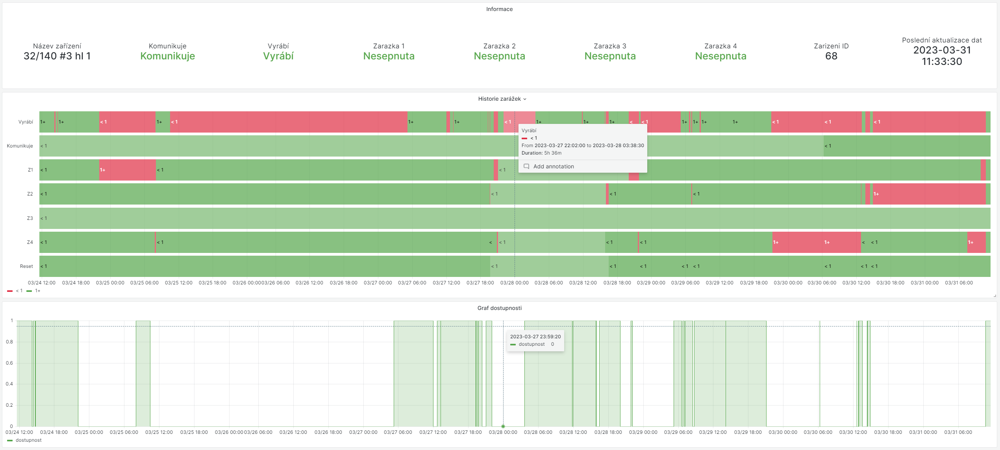 Informace
Název zařízení
32/140 #3 hl 1
Komunikuje
Komunikuje
Vyrábí
Vyrábí
Zarazka 1
Nesepnuta
Zarazka 2
Nesepnuta
Zarazka 3
Nesepnuta
Zarazka 4
Nesepnuta
Zarizeni ID
68
Poslední aktualizace dat
2023-03-31
11:33:30
Historie zarážek
Vyrábí 1+ 1+ < 1 1+ < 1 1+ 1+ < 1 1+ 1+ 1+ < < 1 1+ 1+ 1+ 1+ < 1 < 1 < 1
Vyrábí
< 1
From 2023-03-27 22:02:00 to 2023-03-28 03:38:30
Duration: 5h 36m
Add annotation
Komunikuje < 1 < 1
Z1 < 1 1+ < 1 < 1
Z2 < 1 < 1 < 1 < 1 1+
Z3 < 1
Z4 < 1 < 1 < < 1 < 1 < 1 1+ 1+ < < 1 1+
Reset < 1 < 1 < 1 < 1 < 1 < 1 < 1 < 1 < 1
03/24 12:00 03/24 18:00 03/25 00:00 03/25 06:00 03/25 12:00 03/25 18:00 03/26 00:00 03/26 06:00 03/26 12:00 03/26 18:00 03/27 00:00 03/27 06:00 03/27 12:00 03/27 18:00 03/28 00:00 03/28 06:00 03/28 12:00 03/28 18:00 03/29 00:00 03/29 06:00 03/29 12:00 03/29 18:00 03/30 00:00 03/30 06:00 03/30 12:00 03/30 18:00 03/31 00:00 03/31 06:00
< 1 1+
Graf dostupnosti
1
0.8
0.6
0.4
0.2
0
2023-03-27 23:59:20
dostupnost 0
03/24 12:00 03/24 18:00 03/25 00:00 03/25 06:00 03/25 12:00 03/25 18:00 03/26 00:00 03/26 06:00 03/26 12:00 03/26 18:00 03/27 00:00 03/27 06:00 03/27 12:00 03/27 18:00 03/28 00:00 03/28 06:00 03/28 12:00 03/28 18:00 03/29 00:00 03/29 06:00 03/29 12:00 03/29 18:00 03/30 00:00 03/30 06:00 03/30 12:00 03/30 18:00 03/31 00:00 03/31 06:00
dostupnost